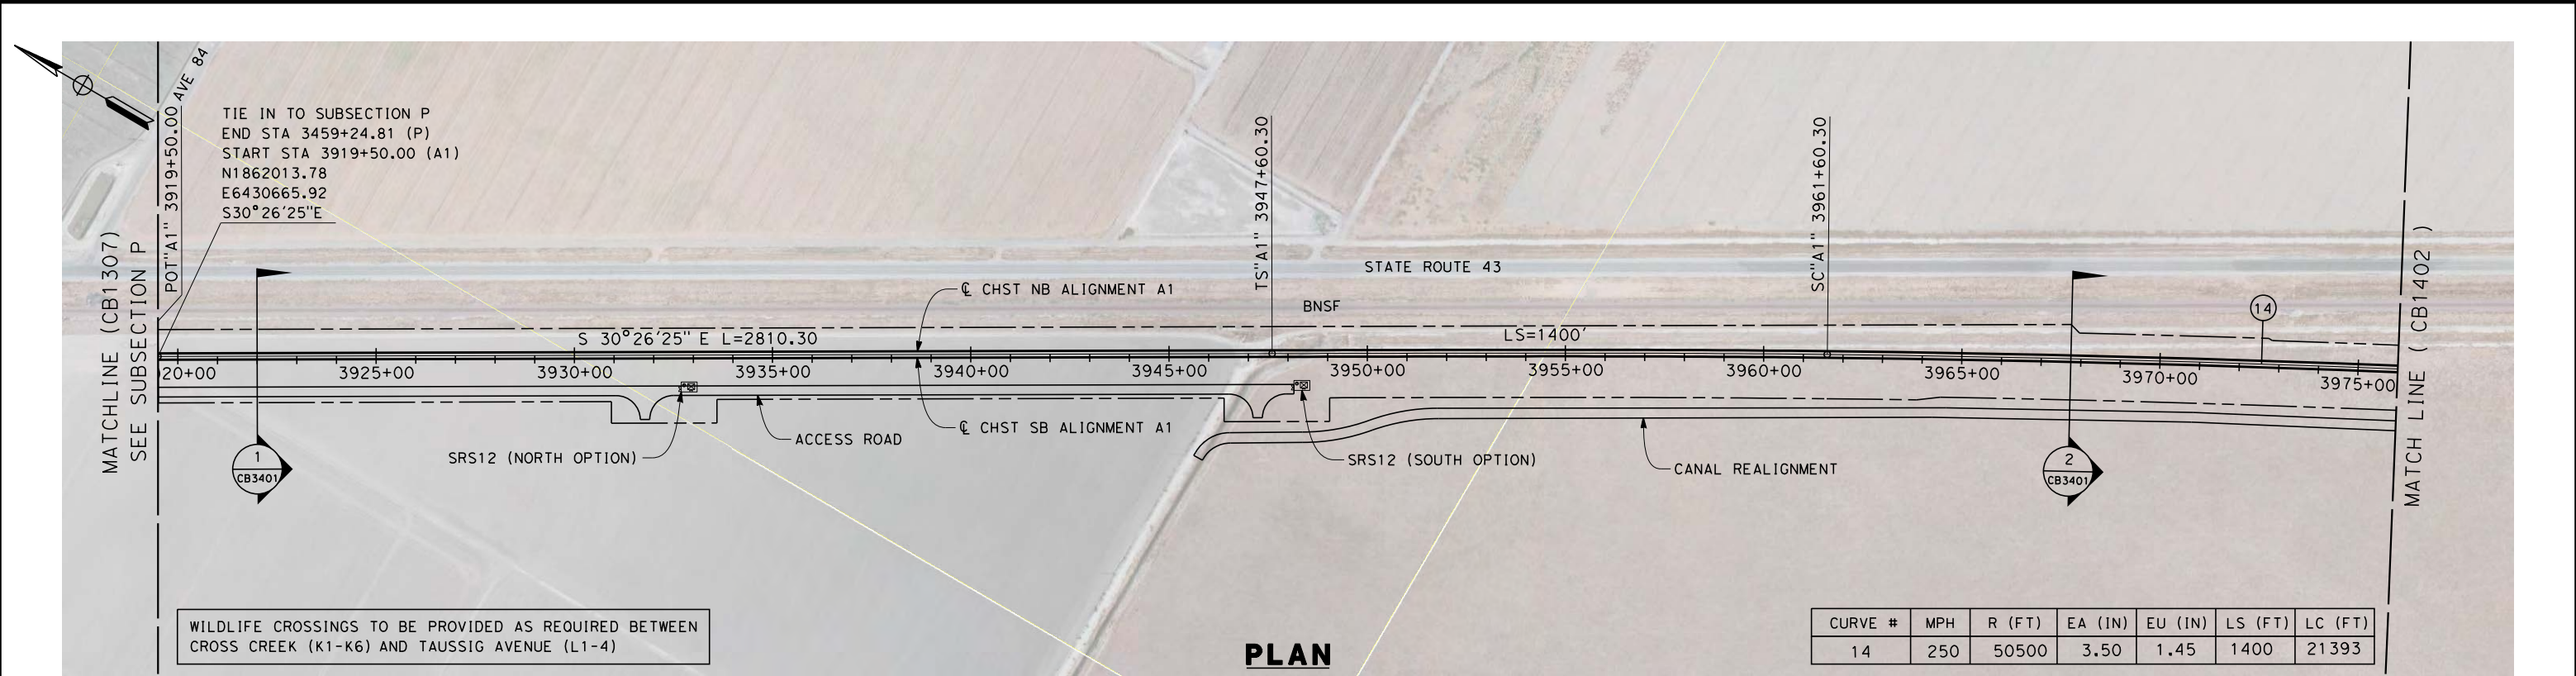 AVE 84
POT"A1" 3919+50.00
TIE IN TO SUBSECTION P
END STA 3459+24.81 (P)
START STA 3919+50.00 (A1)
N1862013.78
E6430665.92
S30°26'25"E
MATCHLINE (CB1307)
SEE SUBSECTION P
TS"A1" 3947+60.30
SC"A1" 3961+60.30
STATE ROUTE 43
BNSF
℄ CHST NB ALIGNMENT A1
14
S 30°26'25" E L=2810.30
LS=1400'
20+00
3925+00
3930+00
3935+00
3940+00
3945+00
3950+00
3955+00
3960+00
3965+00
3970+00
3975+00
℄ CHST SB ALIGNMENT A1
ACCESS ROAD
SRS12 (NORTH OPTION)
SRS12 (SOUTH OPTION)
CANAL REALIGNMENT
1
CB3401
2
CB3401
MATCH LINE (CB1402 )
WILDLIFE CROSSINGS TO BE PROVIDED AS REQUIRED BETWEEN
CROSS CREEK (K1-K6) AND TAUSSIG AVENUE (L1-4)
PLAN
CURVE # MPH R (FT) EA (IN) EU (IN) LS (FT) LC (FT)
14 250 50500 3.50 1.45 1400 21393